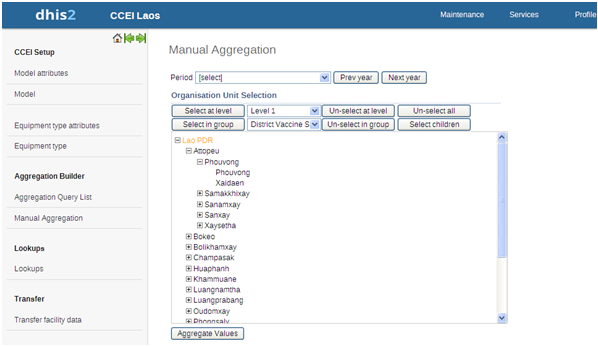 dhis2 CCEI Laos Maintenance Services Profile
CCEI Setup
Model attributes
Model
Equipment type attributes
Equipment type
Aggregation Builder
Aggregation Query List
Manual Aggregation
Lookups
Lookups
Transfer
Transfer facility data
Manual Aggregation
Period [select] Prev year Next year
Organisation Unit Selection
Select at level Level 1 Un-select at level Un-select all
Select in group District Vaccine S Un-select in group Select children
Lao PDR
Attopeu
Phouvong
Phouvong
Xaidaen
Samakkhixay
Sanamxay
Sanxay
Xaysetha
Bokeo
Bolikhamxay
Champasak
Huaphanh
Khammuane
Luangnamtha
Luangprabang
Oudomxay
Phongsaly
Aggregate Values